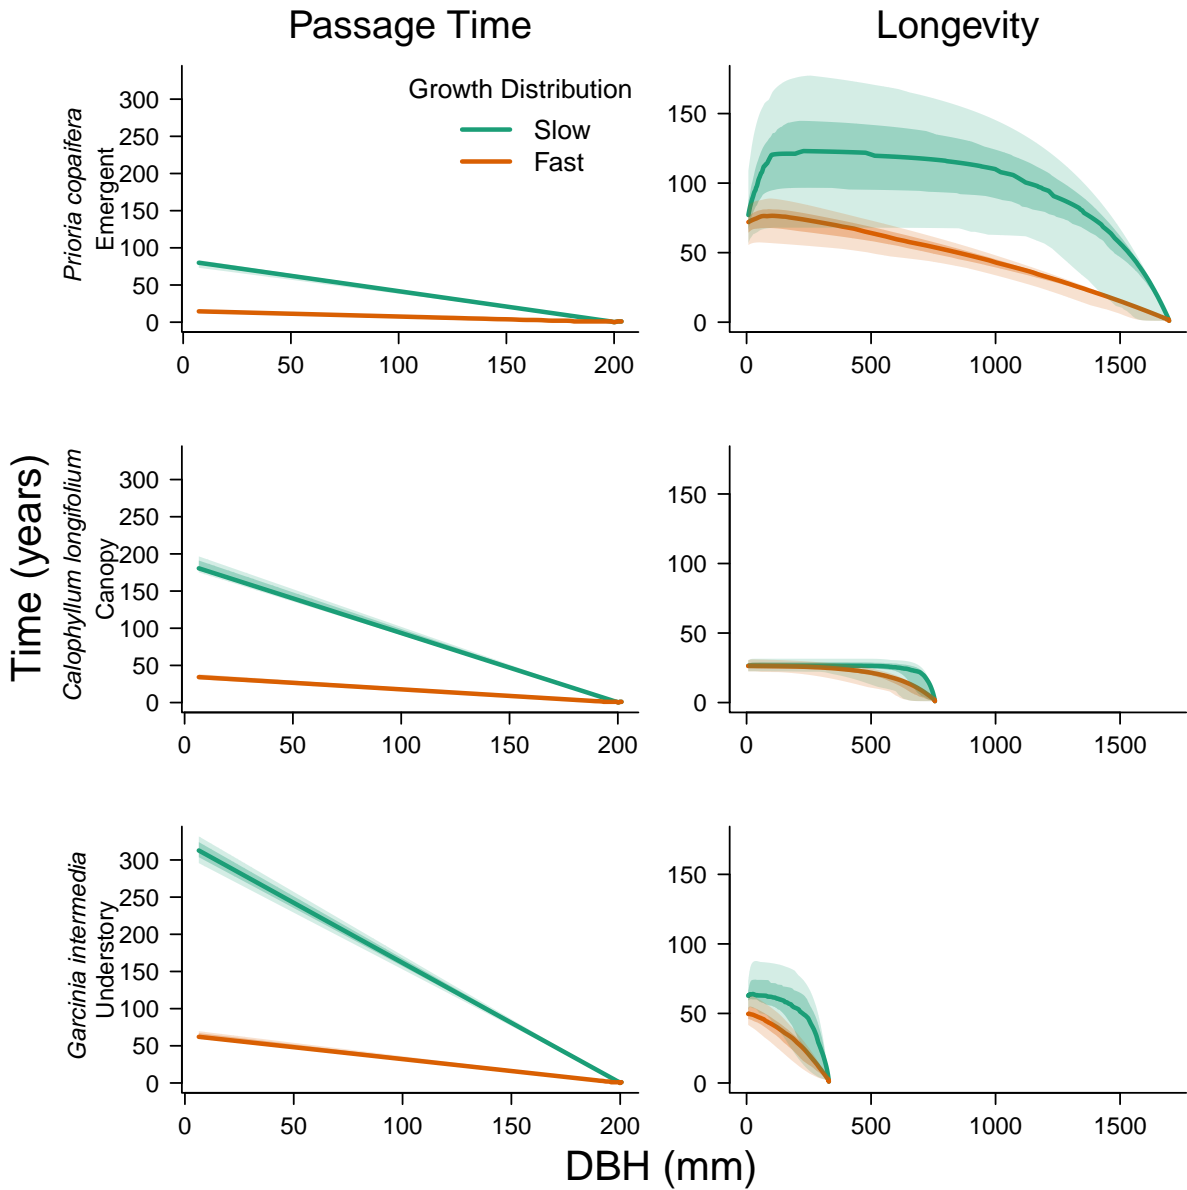 Passage Time
Longevity
Growth Distribution
Slow
Fast
Prioria copaifera
Emergent
300
250
200
150
100
50
0
0 50 100 150 200
150
100
50
0
0 500 1000 1500
Time (years)
Calophyllum longifolium
Canopy
300
250
200
150
100
50
0
0 50 100 150 200
150
100
50
0
0 500 1000 1500
Garcinia intermedia
Understory
300
250
200
150
100
50
0
0 50 100 150 200
150
100
50
0
0 500 1000 1500
DBH (mm)